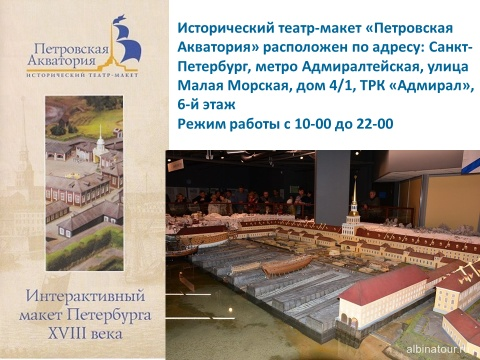 Петровская
Акватория
ИСТОРИЧЕСКИЙ ТЕАТР-МАКЕТ
Интерактивный
макет Петербурга
XVIII века
Исторический театр-макет «Петровская
Акватория» расположен по адресу: Санкт-
Петербург, метро Адмиралтейская, улица
Малая Морская, дом 4/1, ТРК «Адмирал»,
6-й этаж
Режим работы с 10-00 до 22-00
albinatour.ru